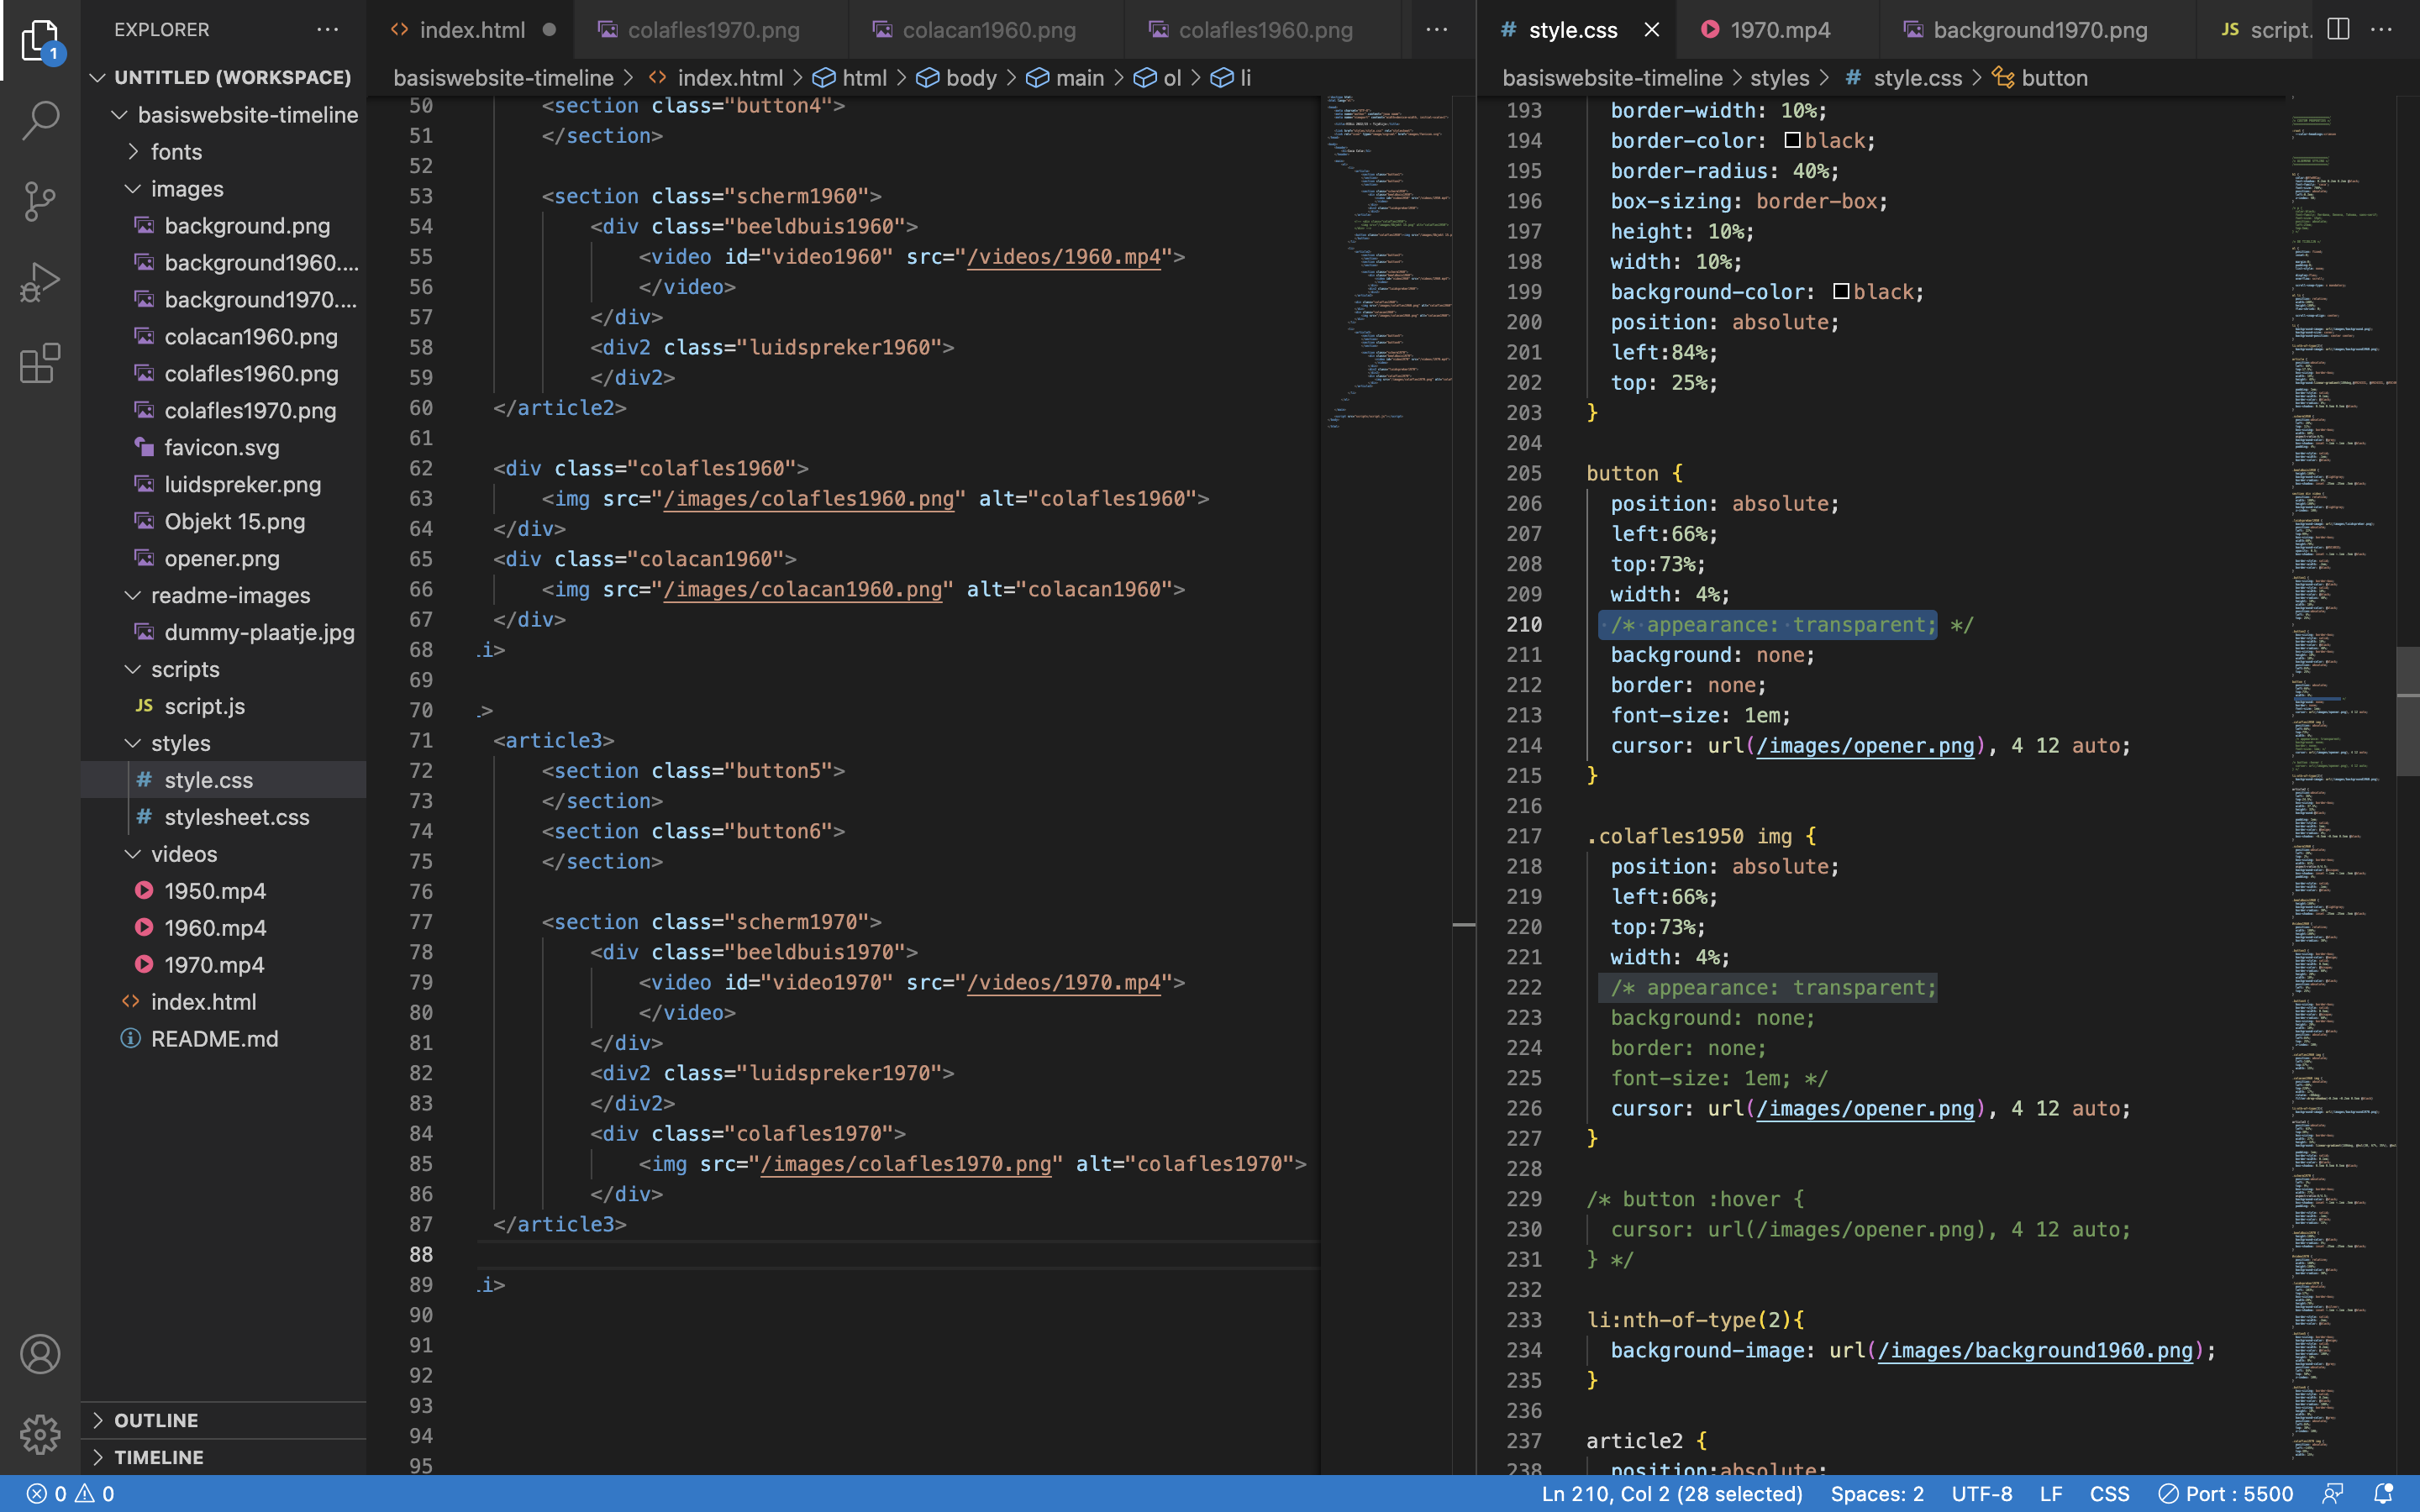 EXPLORER
UNTITLED (WORKSPACE)
basiswebsite-timeline
fonts
images
background.png
background1960....
background1970....
colacan1960.png
colafles1960.png
colafles1970.png
favicon.svg
luidspreker.png
Objekt 15.png
opener.png
readme-images
dummy-plaatje.jpg
scripts
JS script.js
styles
# style.css
# stylesheet.css
videos
1950.mp4
1960.mp4
1970.mp4
index.html
README.md
OUTLINE
TIMELINE
1
index.html colafles1970.png colacan1960.png colafles1960.png
basiswebsite-timeline > index.html > html > body > main > ol > li
50 <section class="button4">
51 </section>
52
53 <section class="scherm1960">
54 <div class="beeldbuis1960">
55 <video id="video1960" src="/videos/1960.mp4">
56 </video>
57 </div>
58 <div2 class="luidspreker1960">
59 </div2>
60 </article2>
61
62 <div class="colafles1960">
63 <img src="/images/colafles1960.png" alt="colafles1960">
64 </div>
65 <div class="colacan1960">
66 <img src="/images/colacan1960.png" alt="colacan1960">
67 </div>
68 i>
69
70 >
71 <article3>
72 <section class="button5">
73 </section>
74 <section class="button6">
75 </section>
76
77 <section class="scherm1970">
78 <div class="beeldbuis1970">
79 <video id="video1970" src="/videos/1970.mp4">
80 </video>
81 </div>
82 <div2 class="luidspreker1970">
83 </div2>
84 <div class="colafles1970">
85 <img src="/images/colafles1970.png" alt="colafles1970">
86 </div>
87 </article3>
88
89 i>
90
91
92
93
94
95
# style.css 1970.mp4 background1970.png JS script.
basiswebsite-timeline > styles > # style.css > button
193 border-width: 10%;
194 border-color: black;
195 border-radius: 40%;
196 box-sizing: border-box;
197 height: 10%;
198 width: 10%;
199 background-color: black;
200 position: absolute;
201 left:84%;
202 top: 25%;
203 }
204
205 button {
206 position: absolute;
207 left:66%;
208 top:73%;
209 width: 4%;
210 /* appearance: transparent; */
211 background: none;
212 border: none;
213 font-size: 1em;
214 cursor: url(/images/opener.png), 4 12 auto;
215 }
216
217 .colafles1950 img {
218 position: absolute;
219 left:66%;
220 top:73%;
221 width: 4%;
222 /* appearance: transparent;
223 background: none;
224 border: none;
225 font-size: 1em; */
226 cursor: url(/images/opener.png), 4 12 auto;
227 }
228
229 /* button :hover {
230 cursor: url(/images/opener.png), 4 12 auto;
231 } */
232
233 li:nth-of-type(2){
234 background-image: url(/images/background1960.png);
235 }
236
237 article2 {
238 position:absolute;
0 0
Ln 210, Col 2 (28 selected) Spaces: 2 UTF-8 LF CSS Port : 5500